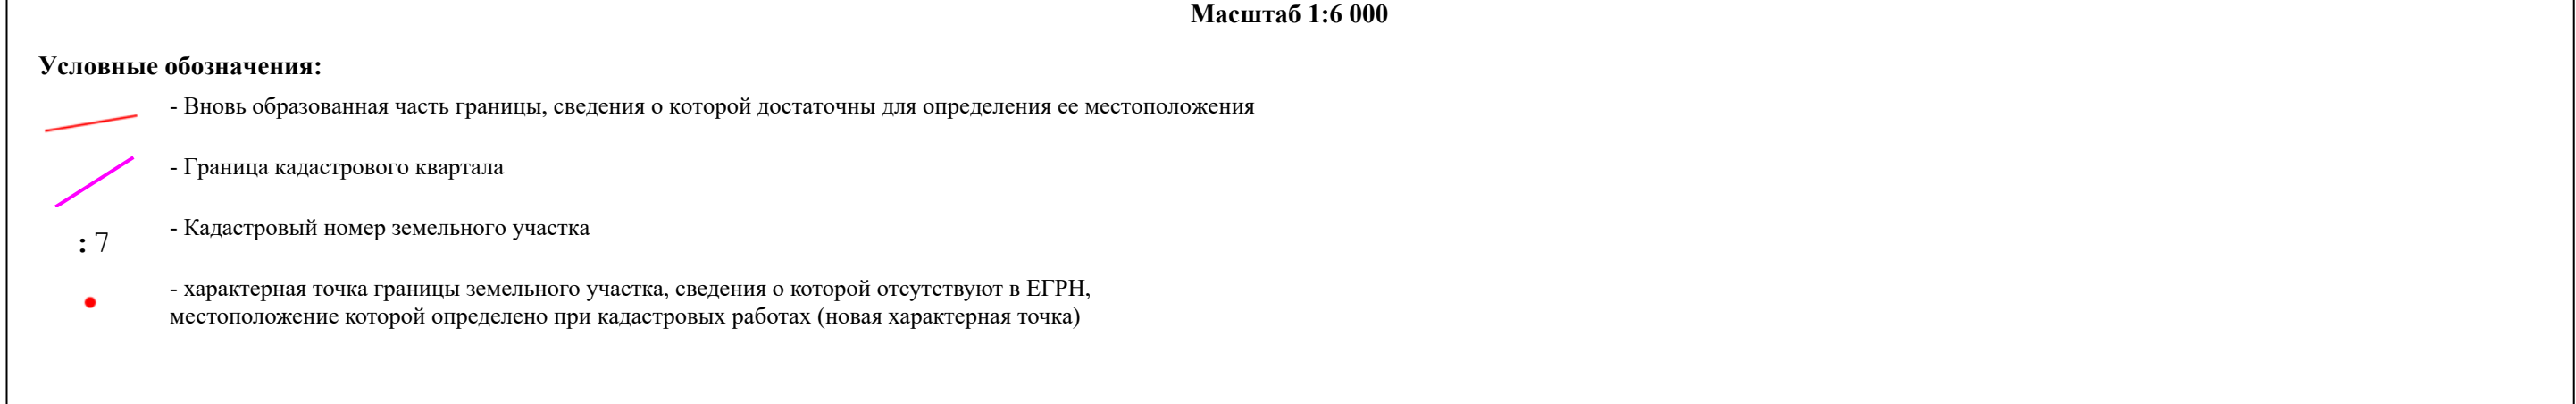 Масштаб 1:6 000
Условные обозначения:
- Вновь образованная часть границы, сведения о которой достаточны для определения ее местоположения
- Граница кадастрового квартала
: 7 - Кадастровый номер земельного участка
- характерная точка границы земельного участка, сведения о которой отсутствуют в ЕГРН,
местоположение которой определено при кадастровых работах (новая характерная точка)